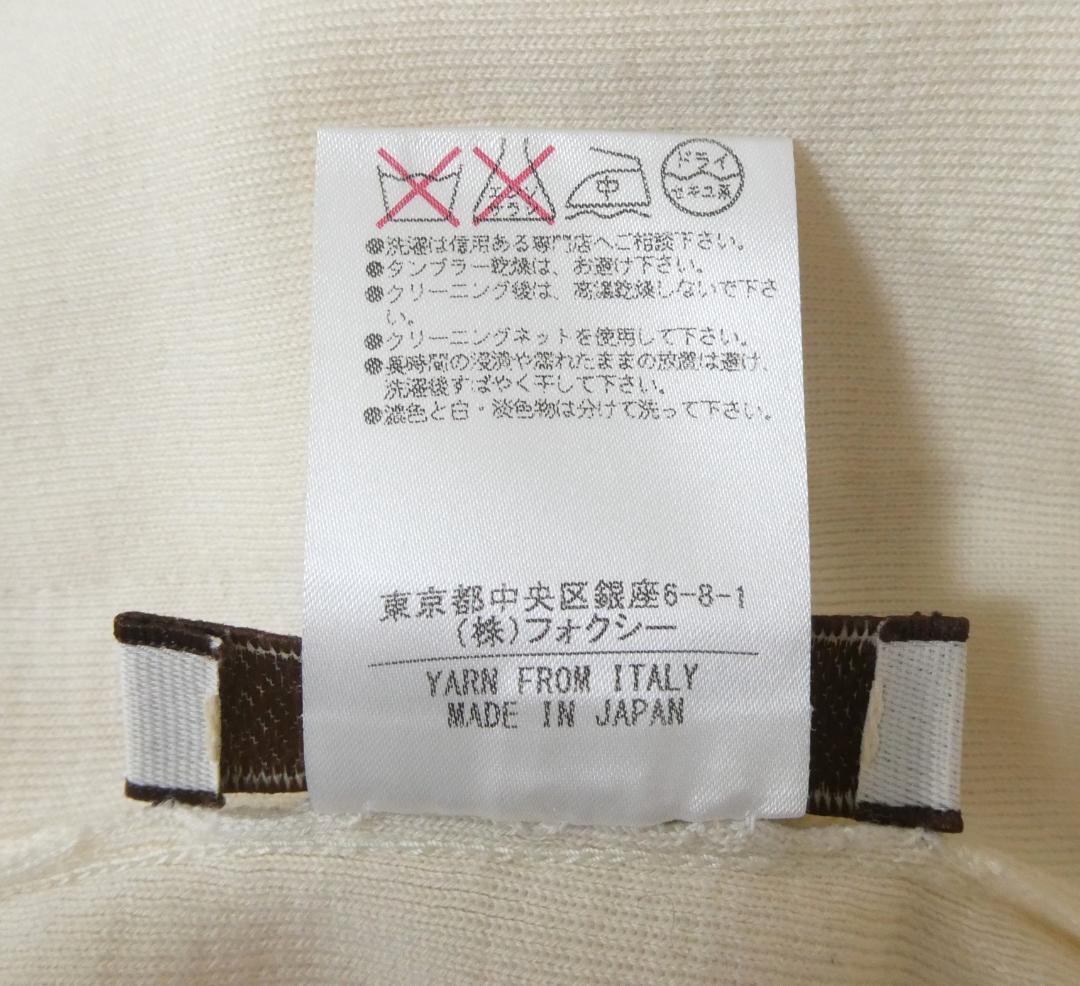 エンソ
サラシ
中
ドライ
セキユ系
●洗濯は信用ある専門店へご相談下さい。
●タンブラー乾燥は、お避け下さい。
●クリーニング後は、高温乾燥しないで下さ
い。
●クリーニングネットを使用して下さい。
●長時間の浸漬や濡れたままの放置は避け、
洗濯後すばやく干して下さい。
●濃色と白・淡色物は分けて洗って下さい。
東京都中央区銀座6-8-1
(株)フォクシー
YARN FROM ITALY
MADE IN JAPAN